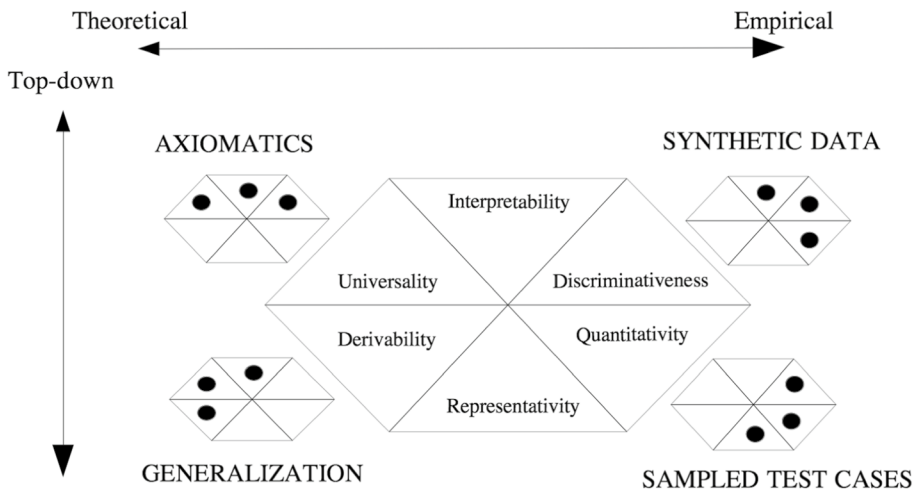 Theoretical
Empirical
Top-down
AXIOMATICS
SYNTHETIC DATA
Interpretability
Universality
Discriminativeness
Derivability
Quantitativity
Representativity
GENERALIZATION
SAMPLED TEST CASES